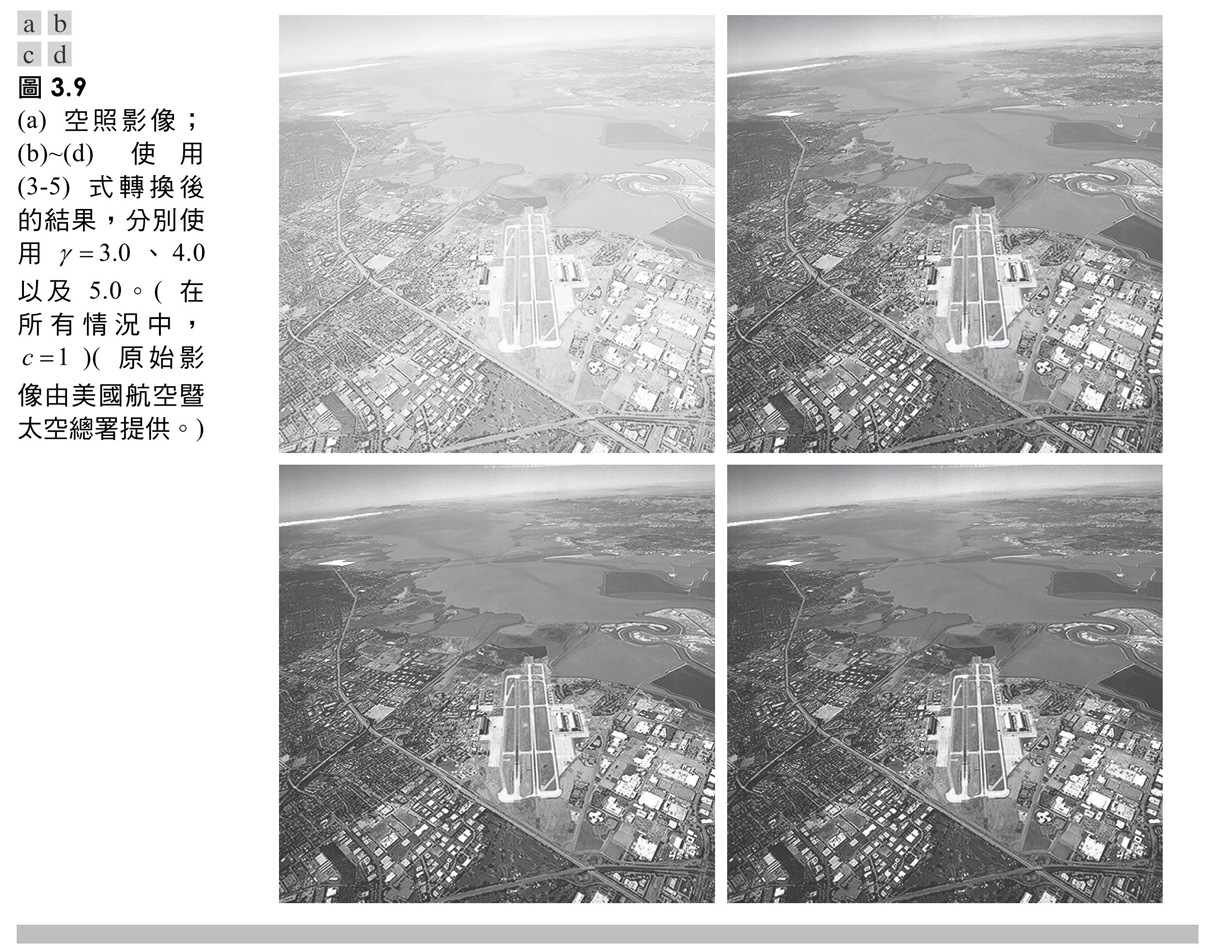 a b
c d
圖 3.9
(a) 空照影像；
(b)~(d) 使用
(3-5) 式轉換後
的結果，分別使
用 γ = 3.0 、 4.0
以及 5.0。( 在
所有情況中，
c = 1 )( 原始影
像由美國航空暨
太空總署提供。)